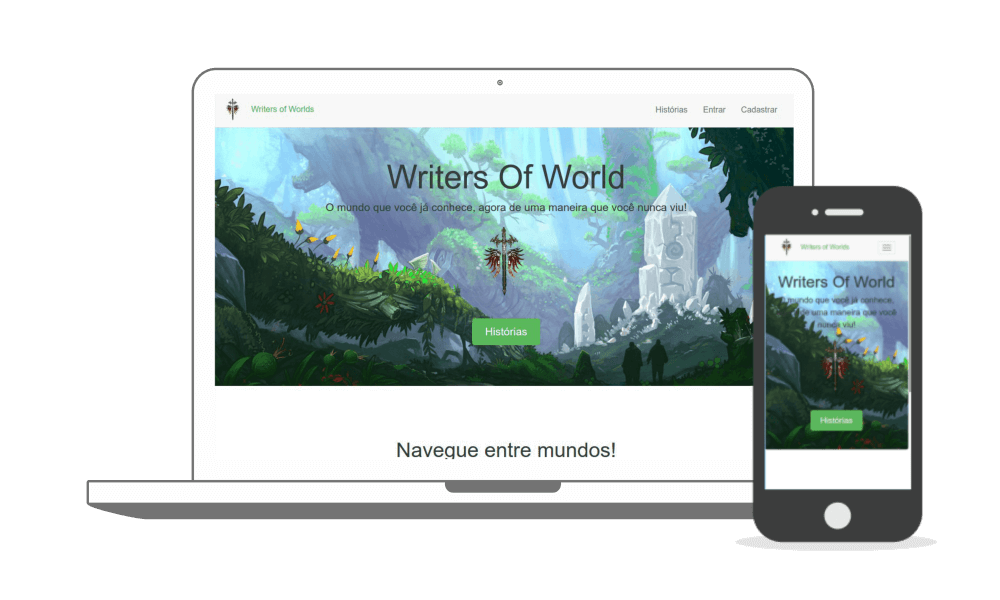 Writers of Worlds
Histórias Entrar Cadastrar
Writers Of World
O mundo que você já conhece, agora de uma maneira que você nunca viu!
Histórias
Navegue entre mundos!
Writers of Worlds
Writers Of World
O mundo que você já conhece,
de uma maneira que você
nunca viu!
Histórias